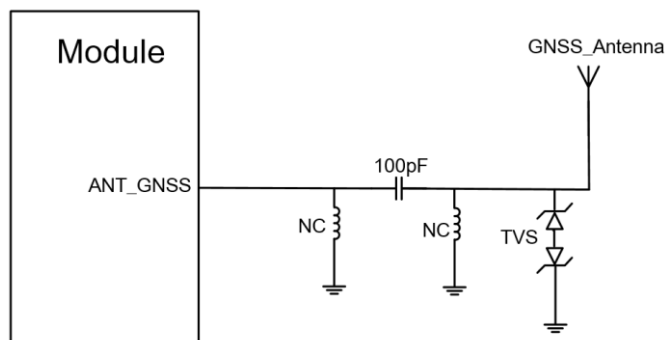 GNSS_Antenna
Module
100pF
ANT_GNSS
NC
NC
TVS